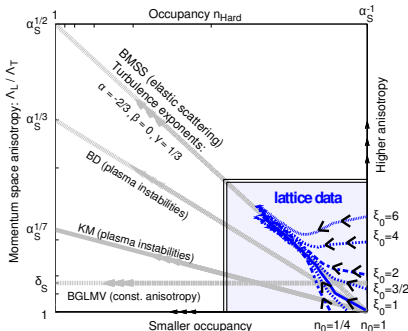 Occupancy n_Hard
α_S^-1
α_S^1/2
α_S^1/3
α_S^1/7
δ_S
1
Momentum space anisotropy: Λ_L / Λ_T
BMSS (elastic scattering)
Turbulence exponents:
α = -2/3, β = 0, γ = 1/3
BD (plasma instabilities)
KM (plasma instabilities)
BGLMV (const. anisotropy)
lattice data
Higher anisotropy
ξ_0=6
ξ_0=4
ξ_0=2
ξ_0=3/2
ξ_0=1
1
Smaller occupancy
n_0=1/4
n_0=1